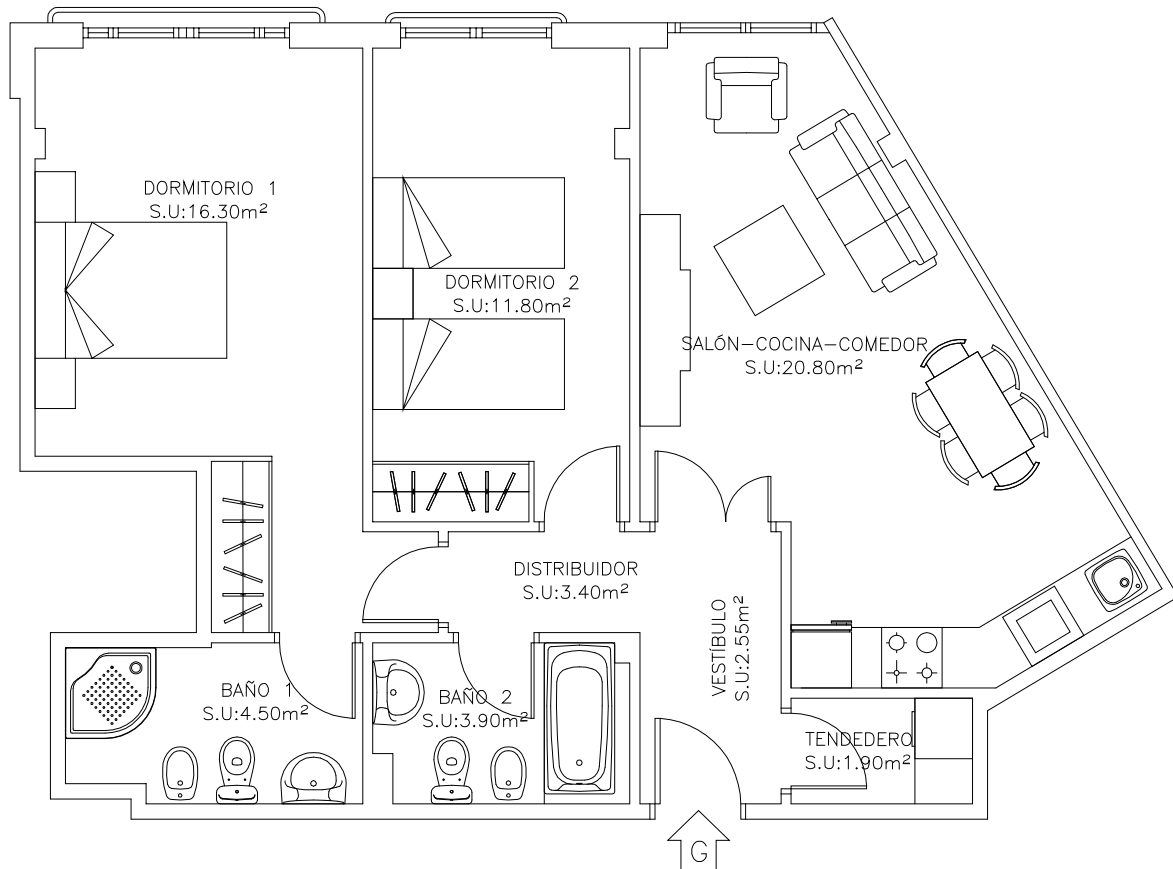 DORMITORIO 1
S.U:16.30m²
DORMITORIO 2
S.U:11.80m²
SALÓN-COCINA-COMEDOR
S.U:20.80m²
DISTRIBUIDOR
S.U:3.40m²
VESTÍBULO
S.U:2.55m²
BAÑO 1
S.U:4.50m²
BAÑO 2
S.U:3.90m²
TENDEDERO
S.U:1.90m²
G